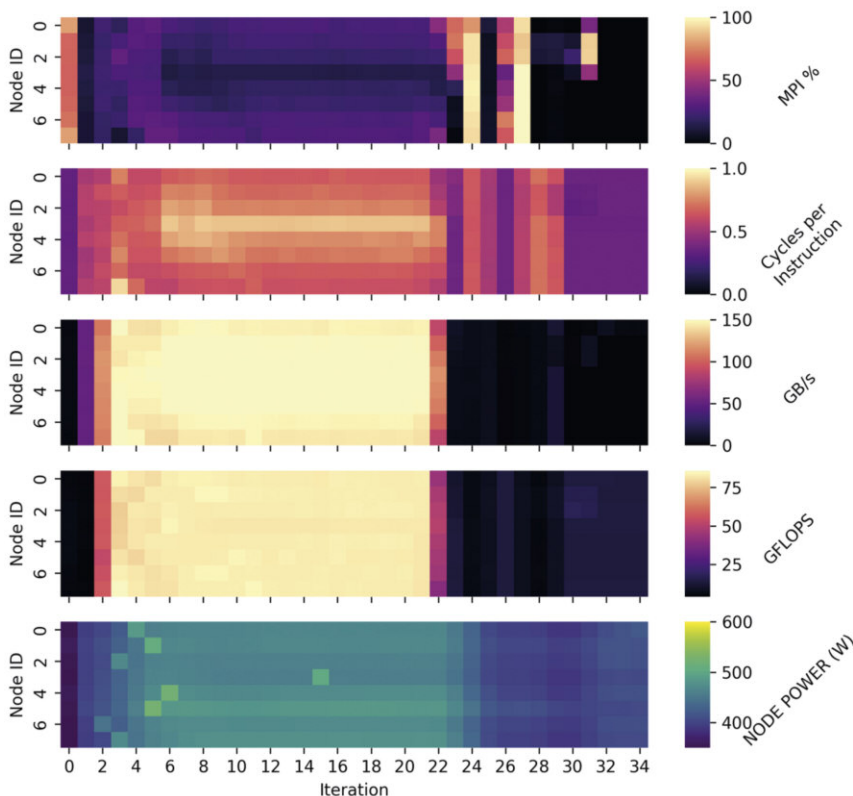 0
2
4
6
Node ID
100
50
0
MPI %
0
2
4
6
Node ID
1.0
0.5
0.0
Cycles per
Instruction
0
2
4
6
Node ID
150
100
50
0
GB/s
0
2
4
6
Node ID
75
50
25
GFLOPS
0
2
4
6
Node ID
600
500
400
NODE POWER (W)
0 2 4 6 8 10 12 14 16 18 20 22 24 26 28 30 32 34
Iteration